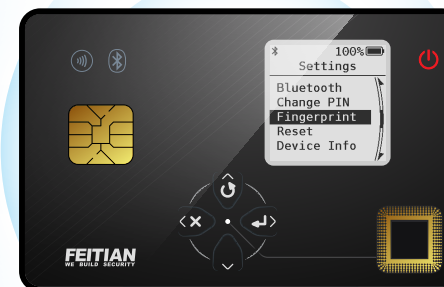 100%
Settings
Bluetooth
Change PIN
Fingerprint
Reset
Device Info
FEITIAN
WE BUILD SECURITY